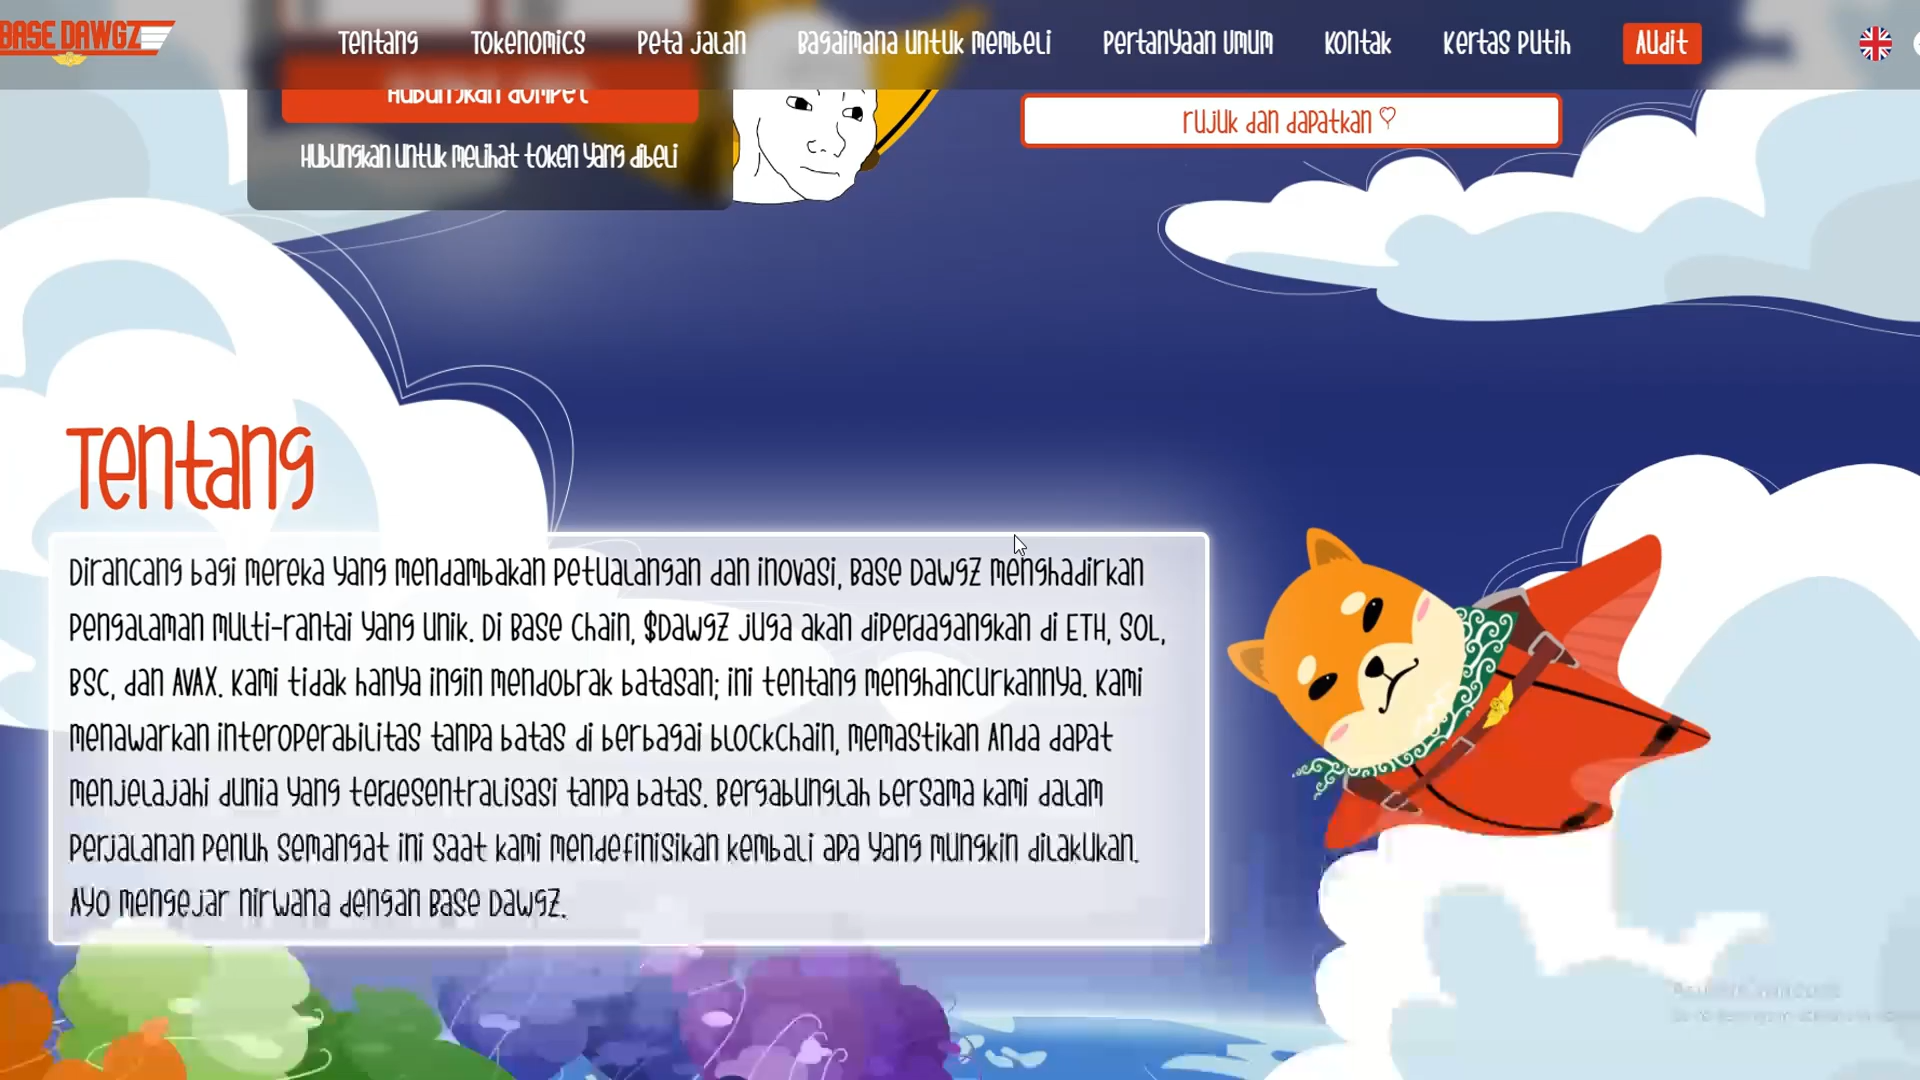 BASE DAWGZ
Tentang
Tokenomics
Peta Jalan
Bagaimana Untuk Membeli
Pertanyaan Umum
Kontak
Kertas Putih
Audit
Hubungkan dompet
Hubungkan untuk melihat token yang dibeli
rujuk dan dapatkan
Tentang
Dirancang bagi mereka yang mendambakan petualangan dan inovasi, Base Dawgz menghadirkan
pengalaman multi-rantai yang unik. Di Base Chain, $DAWGZ juga akan diperdagangkan di ETH, SOL,
BSC, dan AVAX. Kami tidak hanya ingin mendobrak batasan; ini tentang menghancurkannya. Kami
menawarkan interoperabilitas tanpa batas di berbagai blockchain, memastikan Anda dapat
menjelajahi dunia yang terdesentralisasi tanpa batas. Bergabunglah bersama kami dalam
perjalanan penuh semangat ini saat kami mendefinisikan kembali apa yang mungkin dilakukan.
Ayo mengejar nirwana dengan Base Dawgz.